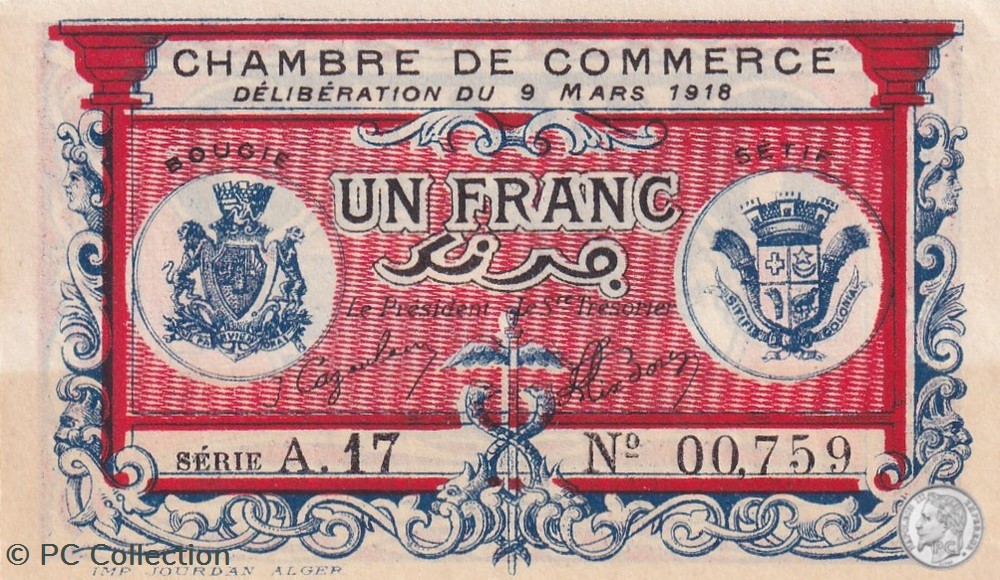 CHAMBRE DE COMMERCE
DÉLIBÉRATION DU 9 MARS 1918
BOUGIE
SÉTIF
UN FRANC
فرنك
Le Président Le Sre Trésorier
SÉRIE A.17 No 00,759
IMP JOURDAN ALGER
© PC Collection